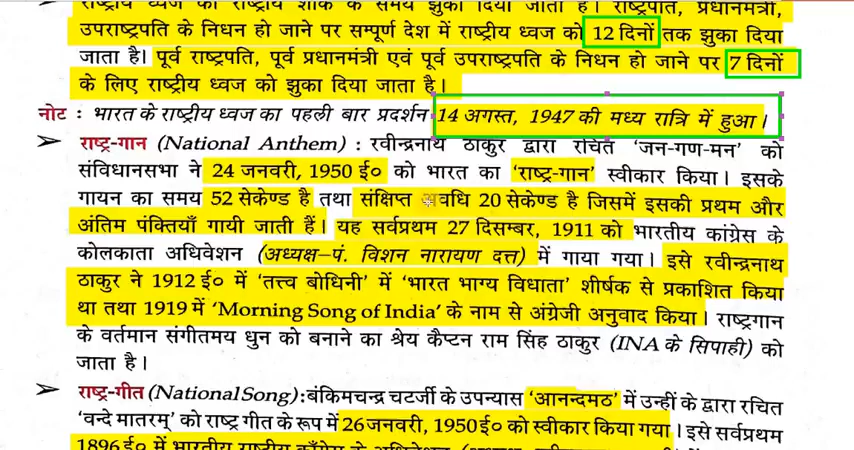 राष्ट्रीय ध्वज को राष्ट्रीय शोक के समय झुका दिया जाता है। राष्ट्रपति, प्रधानमंत्री,
उपराष्ट्रपति के निधन हो जाने पर सम्पूर्ण देश में राष्ट्रीय ध्वज को 12 दिनों तक झुका दिया
जाता है। पूर्व राष्ट्रपति, पूर्व प्रधानमंत्री एवं पूर्व उपराष्ट्रपति के निधन हो जाने पर 7 दिनों
के लिए राष्ट्रीय ध्वज को झुका दिया जाता है।
नोट : भारत के राष्ट्रीय ध्वज का पहली बार प्रदर्शन 14 अगस्त, 1947 की मध्य रात्रि में हुआ।
➢ राष्ट्र-गान (National Anthem) : रवीन्द्रनाथ ठाकुर द्वारा रचित 'जन-गण-मन' को
संविधानसभा ने 24 जनवरी, 1950 ई० को भारत का 'राष्ट्र-गान' स्वीकार किया। इसके
गायन का समय 52 सेकेण्ड है तथा संक्षिप्त अवधि 20 सेकेण्ड है जिसमें इसकी प्रथम और
अंतिम पंक्तियाँ गायी जाती हैं। यह सर्वप्रथम 27 दिसम्बर, 1911 को भारतीय कांग्रेस के
कोलकाता अधिवेशन (अध्यक्ष–पं. विशन नारायण दत्त) में गाया गया। इसे रवीन्द्रनाथ
ठाकुर ने 1912 ई० में 'तत्त्व बोधिनी' में 'भारत भाग्य विधाता' शीर्षक से प्रकाशित किया
था तथा 1919 में 'Morning Song of India' के नाम से अंग्रेजी अनुवाद किया। राष्ट्रगान
के वर्तमान संगीतमय धुन को बनाने का श्रेय कैप्टन राम सिंह ठाकुर (INA के सिपाही) को
जाता है।
➢ राष्ट्र-गीत (National Song) : बंकिमचन्द्र चटर्जी के उपन्यास 'आनन्दमठ' में उन्हीं के द्वारा रचित
'वन्दे मातरम्' को राष्ट्र गीत के रूप में 26 जनवरी, 1950 ई० को स्वीकार किया गया। इसे सर्वप्रथम
1896 ई० में भारतीय राष्ट्रीय काँग्रेस के अधिवेशन